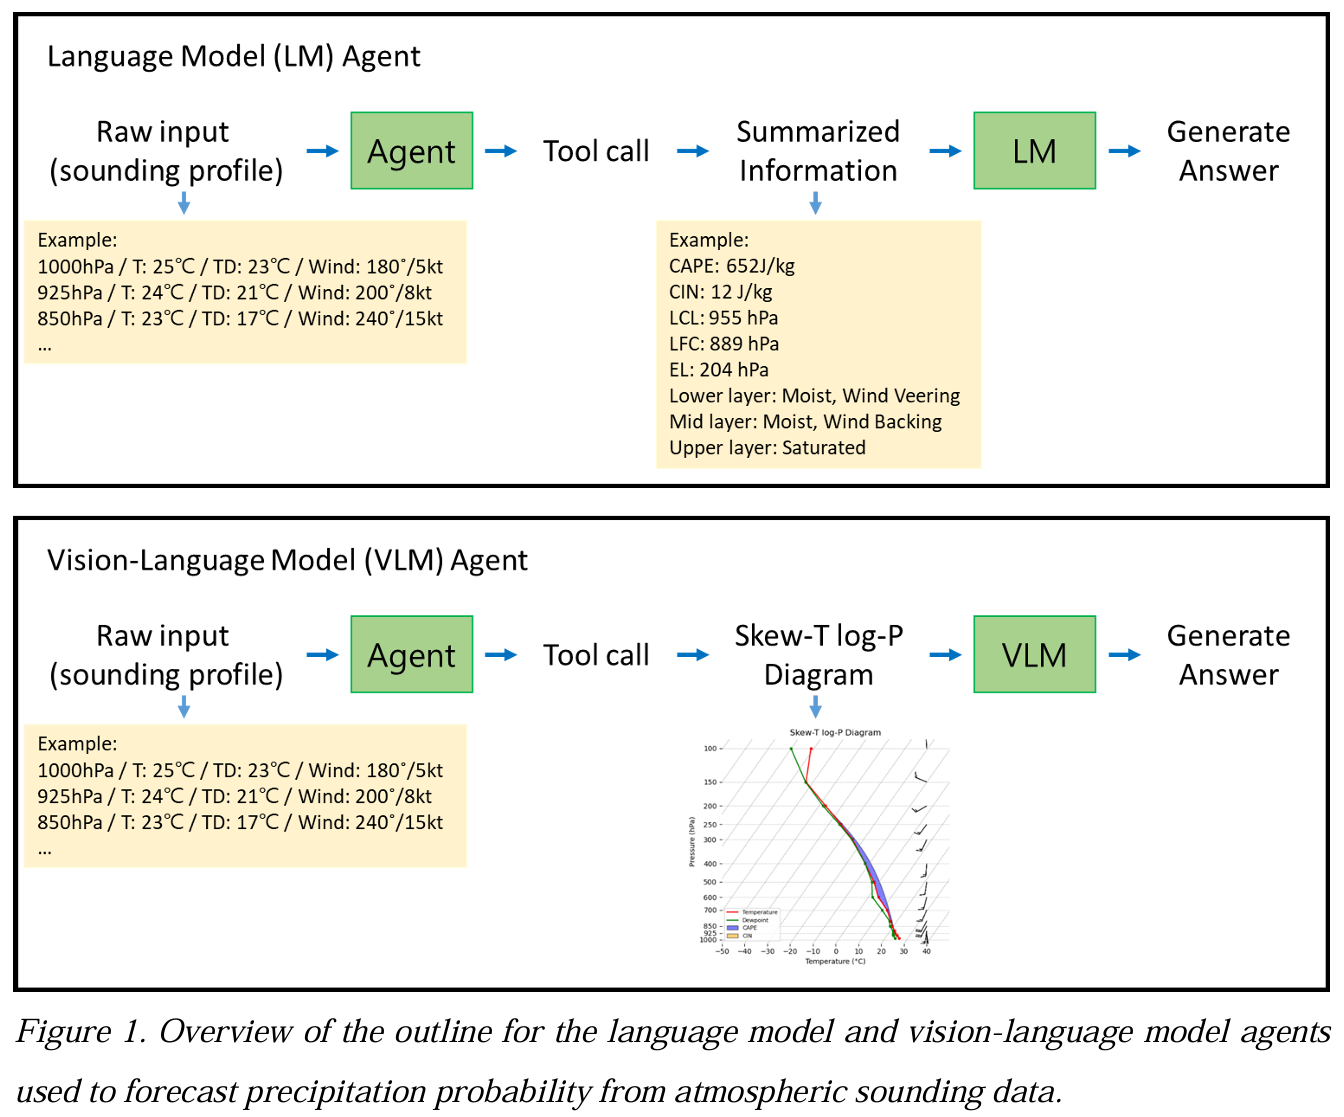 Language Model (LM) Agent
Raw input
(sounding profile)
Agent
Tool call
Summarized
Information
LM
Generate
Answer
Example:
1000hPa / T: 25℃ / TD: 23℃ / Wind: 180˚/5kt
925hPa / T: 24℃ / TD: 21℃ / Wind: 200˚/8kt
850hPa / T: 23℃ / TD: 17℃ / Wind: 240˚/15kt
...
Example:
CAPE: 652J/kg
CIN: 12 J/kg
LCL: 955 hPa
LFC: 889 hPa
EL: 204 hPa
Lower layer: Moist, Wind Veering
Mid layer: Moist, Wind Backing
Upper layer: Saturated
Vision-Language Model (VLM) Agent
Raw input
(sounding profile)
Agent
Tool call
Skew-T log-P
Diagram
VLM
Generate
Answer
Example:
1000hPa / T: 25℃ / TD: 23℃ / Wind: 180˚/5kt
925hPa / T: 24℃ / TD: 21℃ / Wind: 200˚/8kt
850hPa / T: 23℃ / TD: 17℃ / Wind: 240˚/15kt
...
Skew-T log-P Diagram
Pressure (hPa)
100
150
200
250
300
400
500
600
700
850
925
1000
Temperature
Dewpoint
CAPE
CIN
−50 −40 −30 −20 −10 0 10 20 30 40
Temperature (°C)
Figure 1. Overview of the outline for the language model and vision-language model agents
used to forecast precipitation probability from atmospheric sounding data.